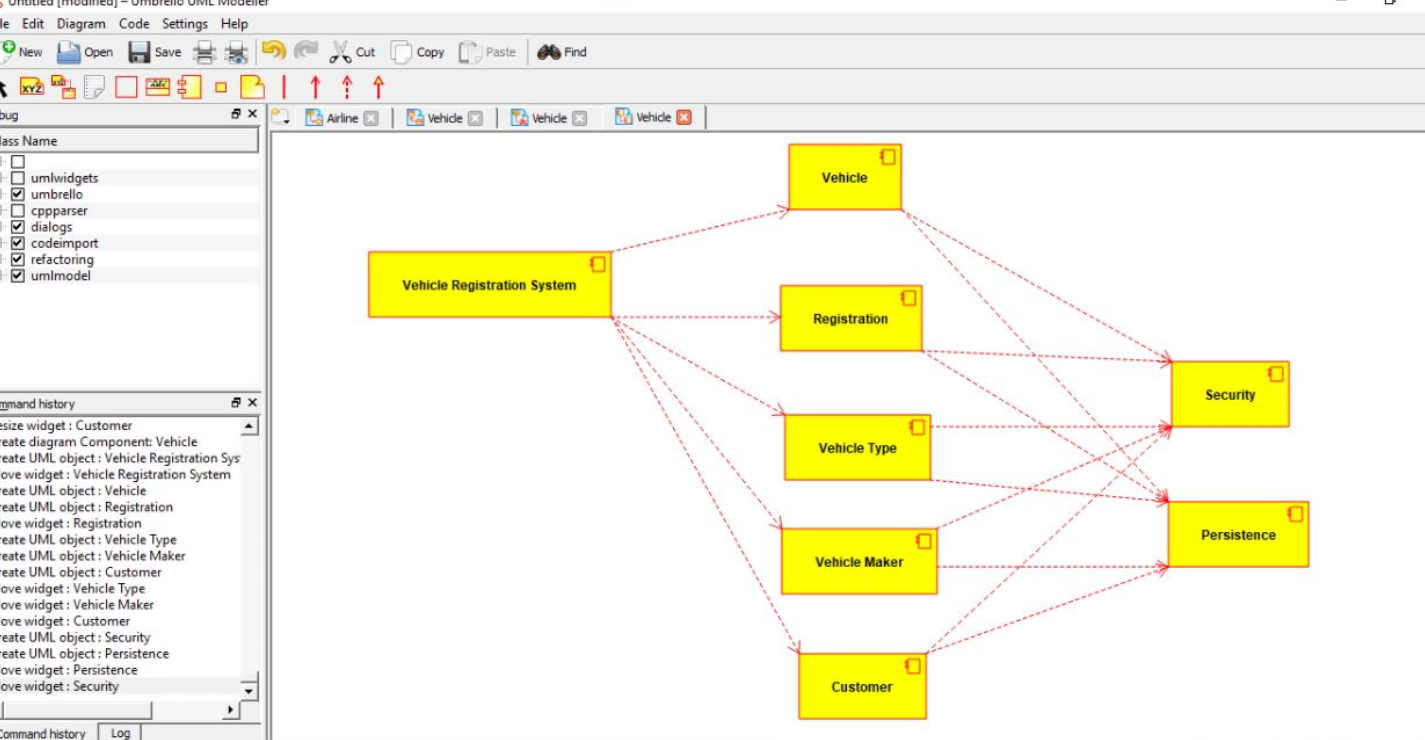 Untitled [modified] – Umbrello UML Modeller
Edit Diagram Code Settings Help
New Open Save Cut Copy Paste Find
XYZ
Airline Vehicle Vehicle Vehicle
Class Name
umlwidgets
umbrello
cppparser
dialogs
codeimport
refactoring
umlmodel
Vehicle
Vehicle Registration System
Registration
Vehicle Type
Vehicle Maker
Customer
Security
Persistence
mmand history
esize widget : Customer
reate diagram Component: Vehicle
reate UML object : Vehicle Registration Sys
ove widget : Vehicle Registration System
reate UML object : Vehicle
reate UML object : Registration
ove widget : Registration
reate UML object : Vehicle Type
reate UML object : Vehicle Maker
reate UML object : Customer
ove widget : Vehicle Type
ove widget : Vehicle Maker
ove widget : Customer
reate UML object : Security
reate UML object : Persistence
ove widget : Persistence
ove widget : Security
Command history Log